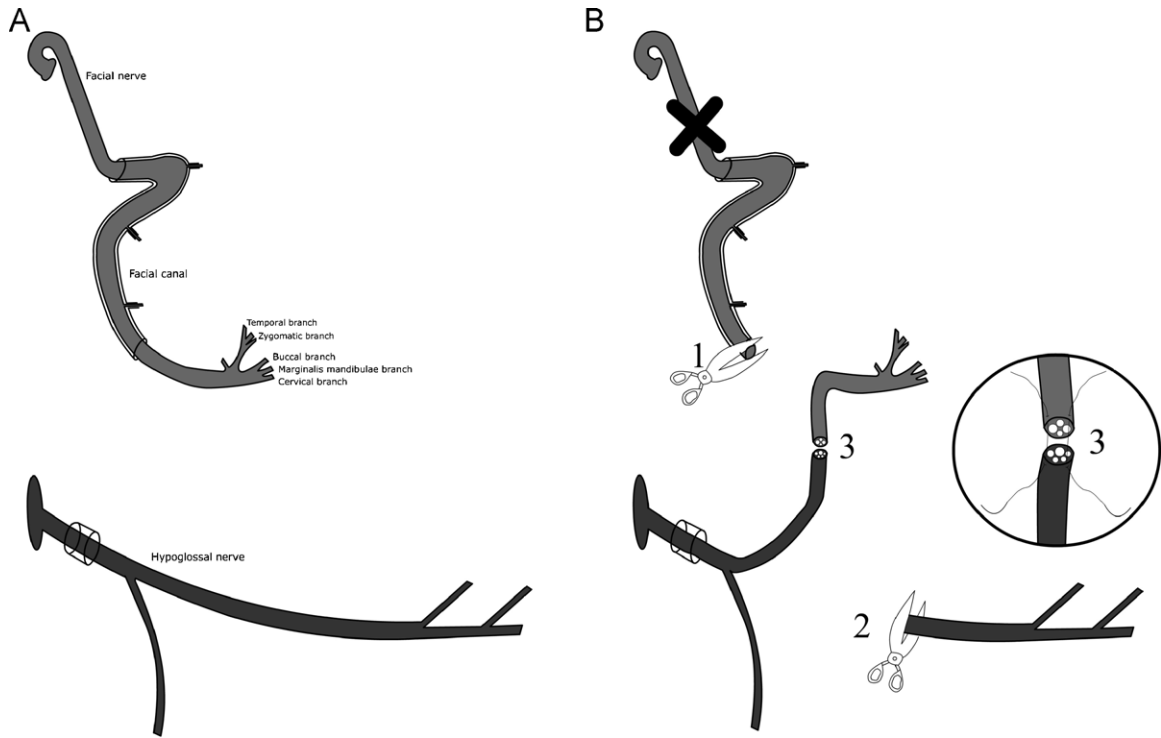 A
Facial nerve
Facial canal
Temporal branch
Zygomatic branch
Buccal branch
Marginalis mandibulae branch
Cervical branch
Hypoglossal nerve
B
1
3
3
2